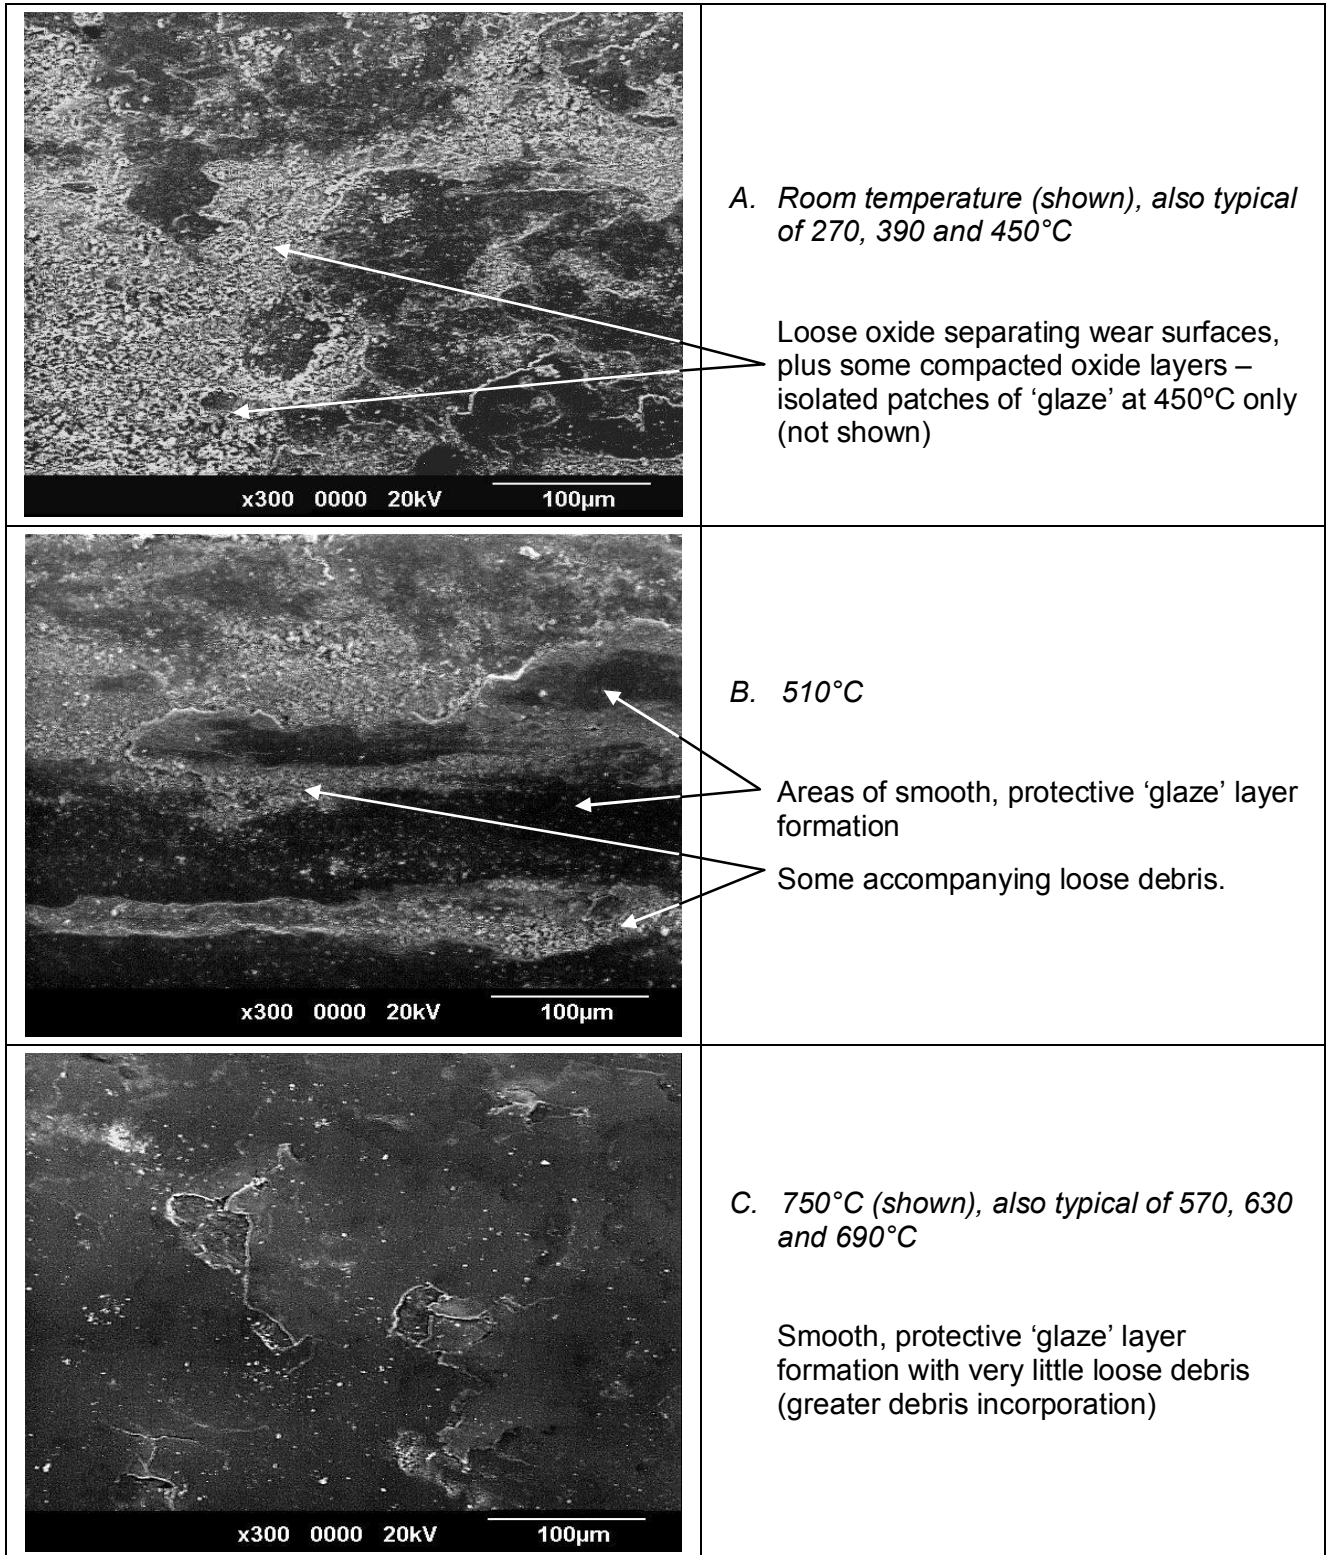 A. Room temperature (shown), also typical
of 270, 390 and 450°C
Loose oxide separating wear surfaces,
plus some compacted oxide layers –
isolated patches of ‘glaze’ at 450ºC only
(not shown)
x300 0000 20kV 100µm
B. 510°C
Areas of smooth, protective ‘glaze’ layer
formation
Some accompanying loose debris.
x300 0000 20kV 100µm
C. 750°C (shown), also typical of 570, 630
and 690°C
Smooth, protective ‘glaze’ layer
formation with very little loose debris
(greater debris incorporation)
x300 0000 20kV 100µm